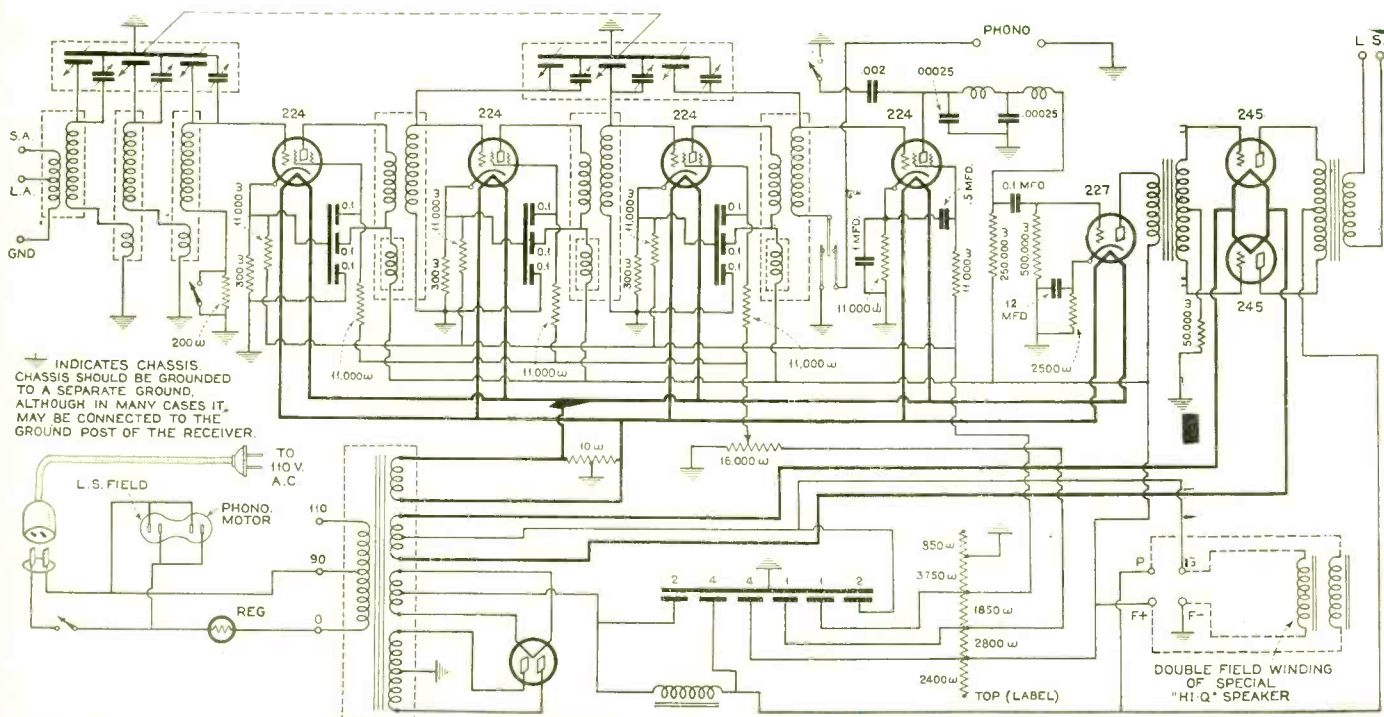 PHONO
L S.
.002
.00025
.00025
224
224
224
224
227
245
245
S.A.
L.A.
GND
300 ω
11,000 ω
0.1
0.1
0.1
300 ω
11,000 ω
0.1
0.1
0.1
300 ω
11,000 ω
0.1
0.1
0.1
1 MFD.
.5 MFD.
11000 ω
11,000 ω
250,000 3
0.1 MFD
500,000 3
12
MFD
2500 ω
50,000 3
200 ω
11,000 ω
11,000 ω
11,000 ω
INDICATES CHASSIS.
CHASSIS SHOULD BE GROUNDED
TO A SEPARATE GROUND,
ALTHOUGH IN MANY CASES IT
MAY BE CONNECTED TO THE
GROUND POST OF THE RECEIVER.
TO
110 V.
A.C.
L.S. FIELD
PHONO.
MOTOR
110
90
0
REG
10 ω
16,000 ω
2 4 4 1 1 2
850 ω
3750 ω
1850 ω
2800 ω
2400 ω
TOP (LABEL)
P
F+
F-
DOUBLE FIELD WINDING
OF SPECIAL
"HI-Q" SPEAKER